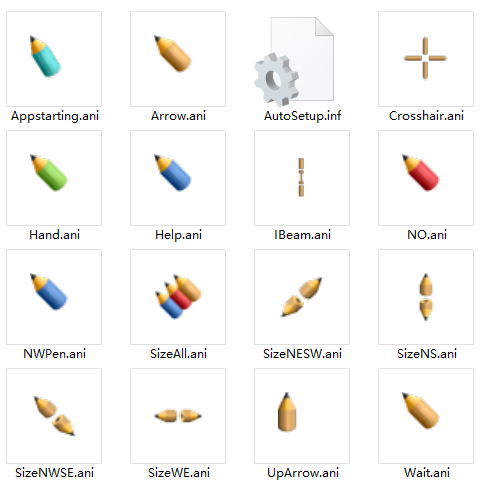 Appstarting.ani
Arrow.ani
AutoSetup.inf
Crosshair.ani
Hand.ani
Help.ani
IBeam.ani
NO.ani
NWPen.ani
SizeAll.ani
SizeNESW.ani
SizeNS.ani
SizeNWSE.ani
SizeWE.ani
UpArrow.ani
Wait.ani